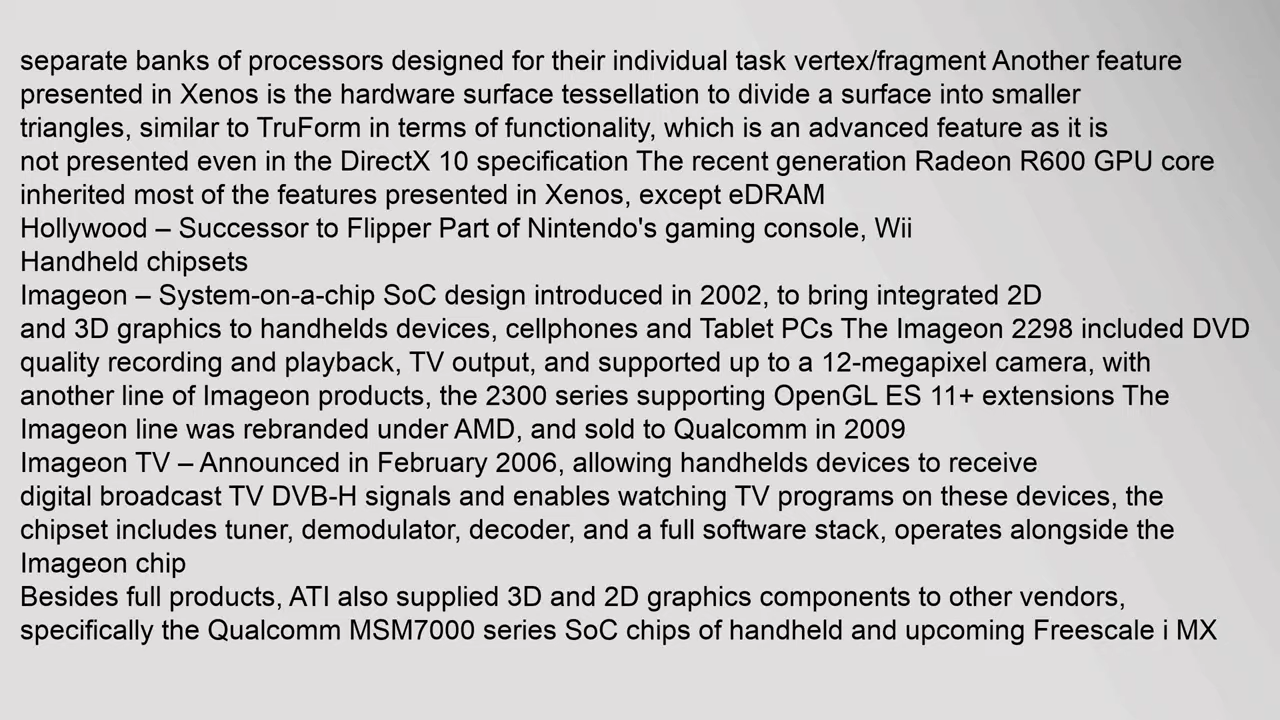 separate banks of processors designed for their individual task vertex/fragment Another feature
presented in Xenos is the hardware surface tessellation to divide a surface into smaller
triangles, similar to TruForm in terms of functionality, which is an advanced feature as it is
not presented even in the DirectX 10 specification The recent generation Radeon R600 GPU core
inherited most of the features presented in Xenos, except eDRAM
Hollywood – Successor to Flipper Part of Nintendo's gaming console, Wii
Handheld chipsets
Imageon – System-on-a-chip SoC design introduced in 2002, to bring integrated 2D
and 3D graphics to handhelds devices, cellphones and Tablet PCs The Imageon 2298 included DVD
quality recording and playback, TV output, and supported up to a 12-megapixel camera, with
another line of Imageon products, the 2300 series supporting OpenGL ES 11+ extensions The
Imageon line was rebranded under AMD, and sold to Qualcomm in 2009
Imageon TV – Announced in February 2006, allowing handhelds devices to receive
digital broadcast TV DVB-H signals and enables watching TV programs on these devices, the
chipset includes tuner, demodulator, decoder, and a full software stack, operates alongside the
Imageon chip
Besides full products, ATI also supplied 3D and 2D graphics components to other vendors,
specifically the Qualcomm MSM7000 series SoC chips of handheld and upcoming Freescale i MX